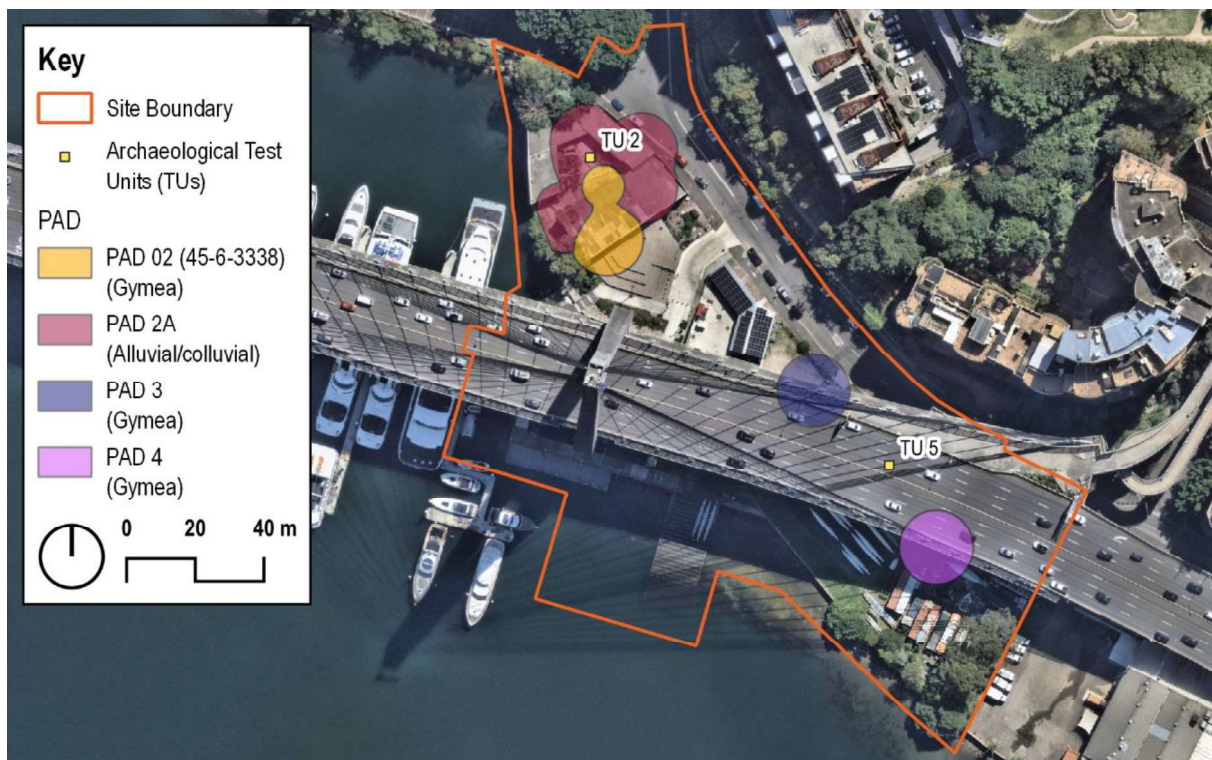 Key
Site Boundary
Archaeological Test
Units (TUs)
PAD
PAD 02 (45-6-3338)
(Gymea)
PAD 2A
(Alluvial/colluvial)
PAD 3
(Gymea)
PAD 4
(Gymea)
0 20 40 m
TU 2
TU 5